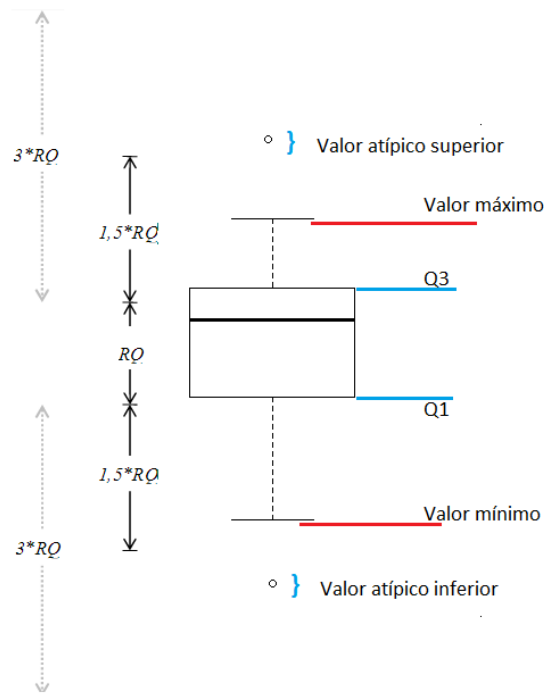 Valor atípico superior
3*RQ
Valor máximo
1,5*RQ
Q3
RQ
Q1
1,5*RQ
Valor mínimo
3*RQ
Valor atípico inferior